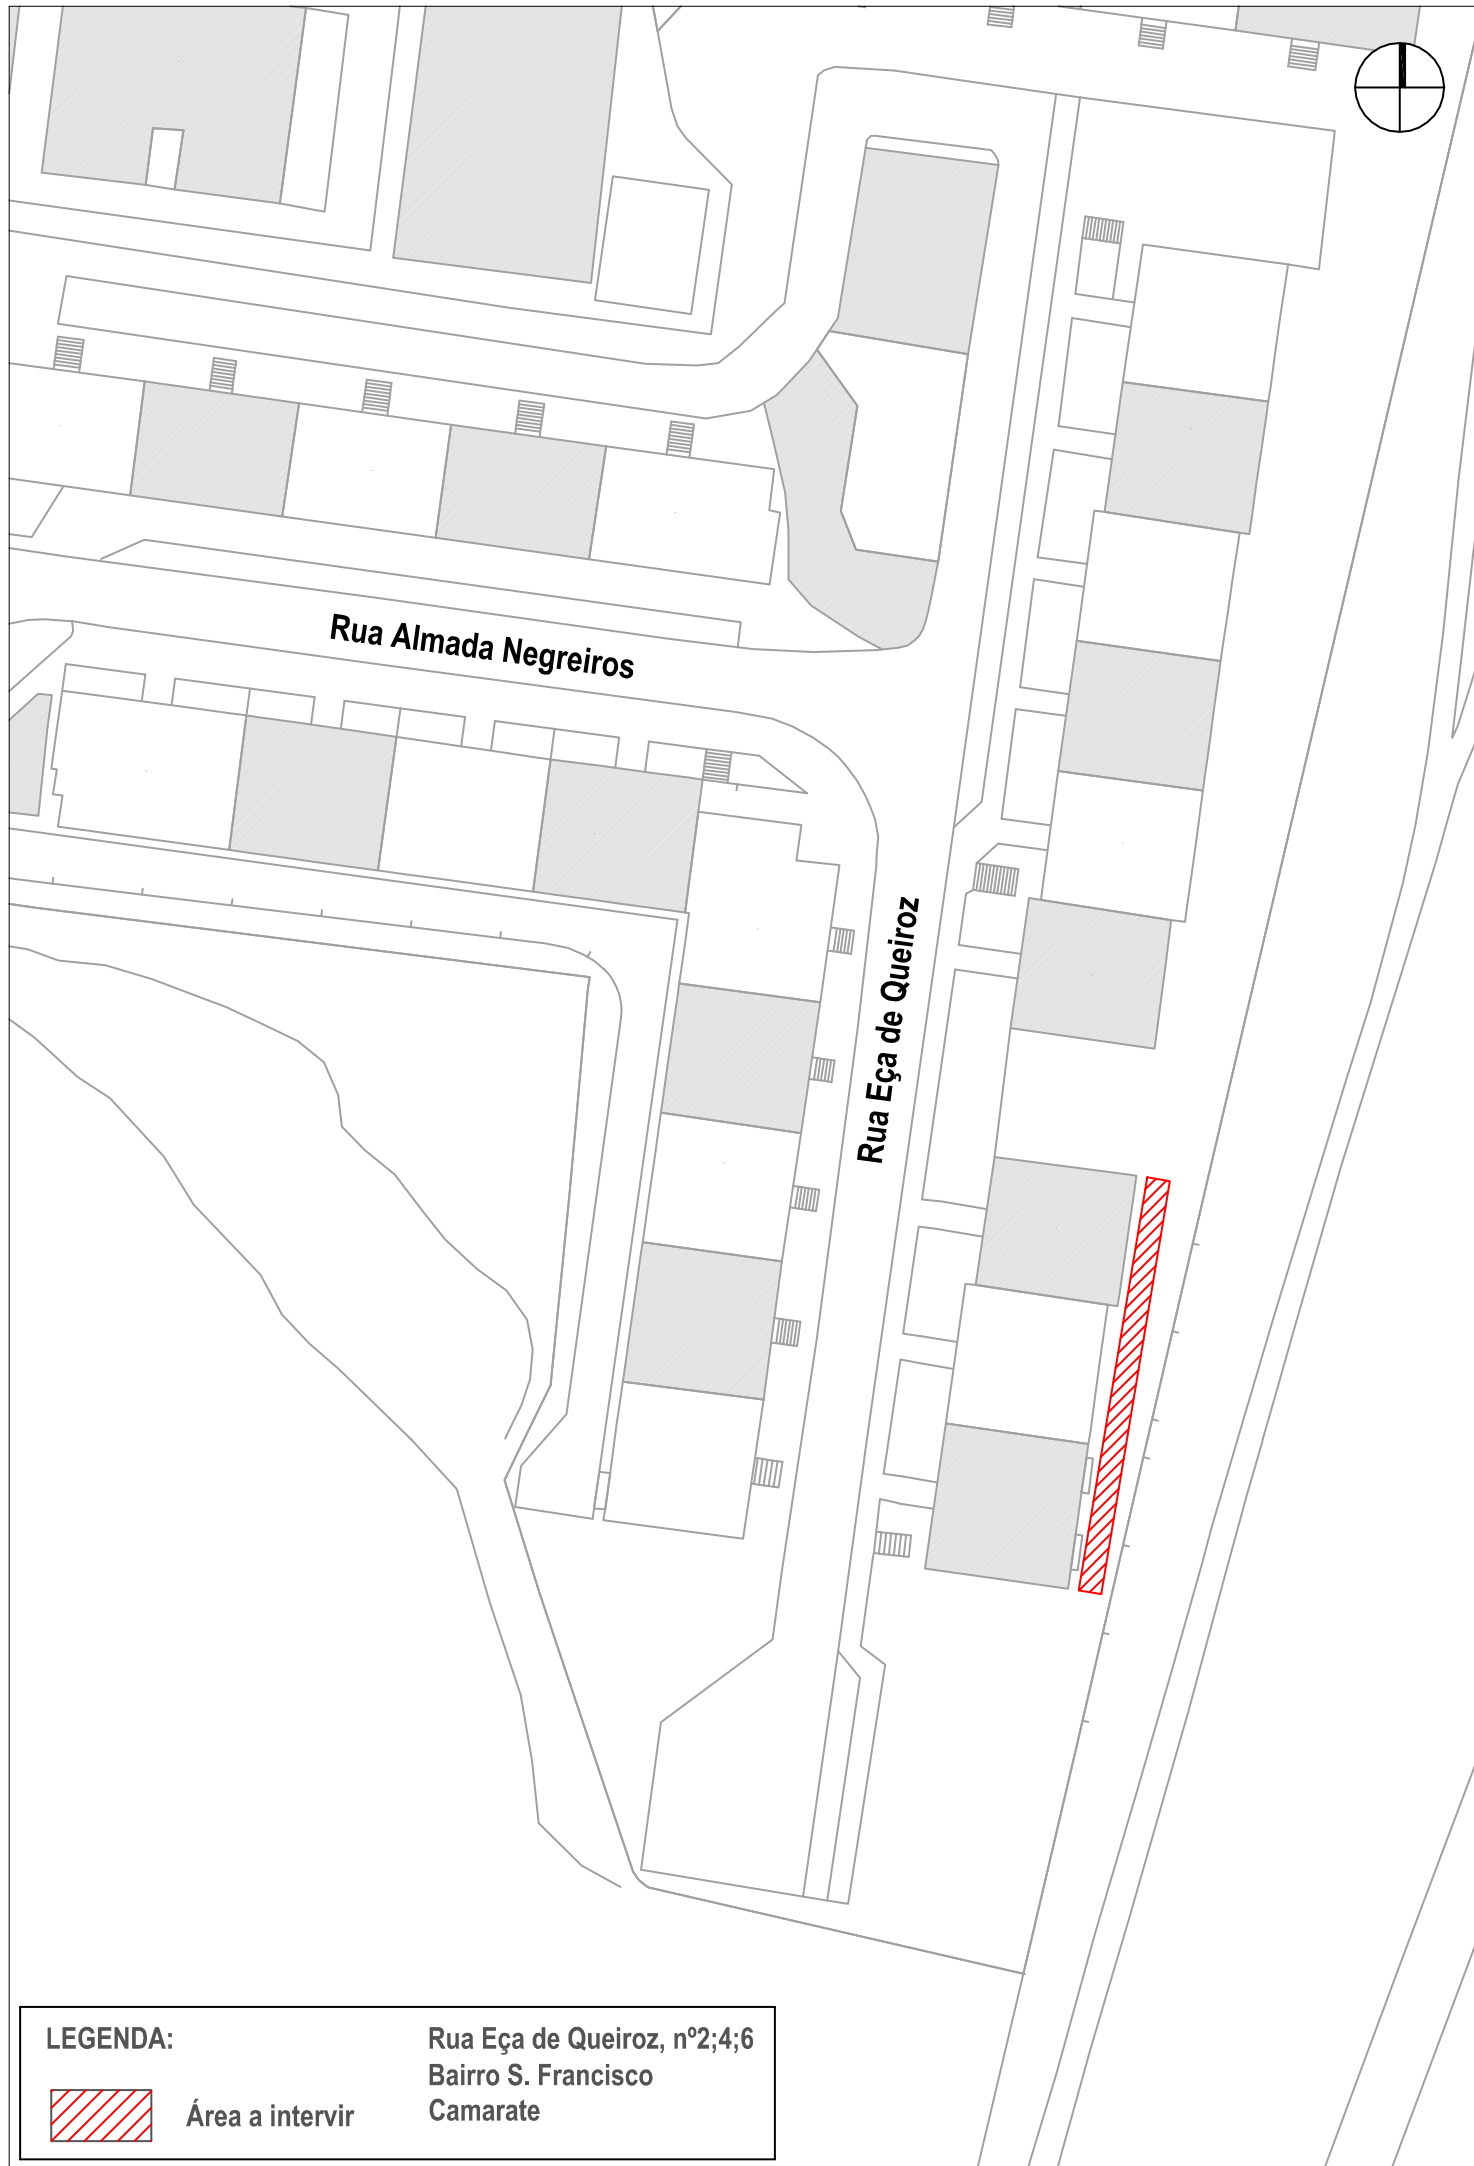 Rua Almada Negreiros
Rua Eça de Queiroz
LEGENDA:
Área a intervir
Rua Eça de Queiroz, nº2;4;6
Bairro S. Francisco
Camarate